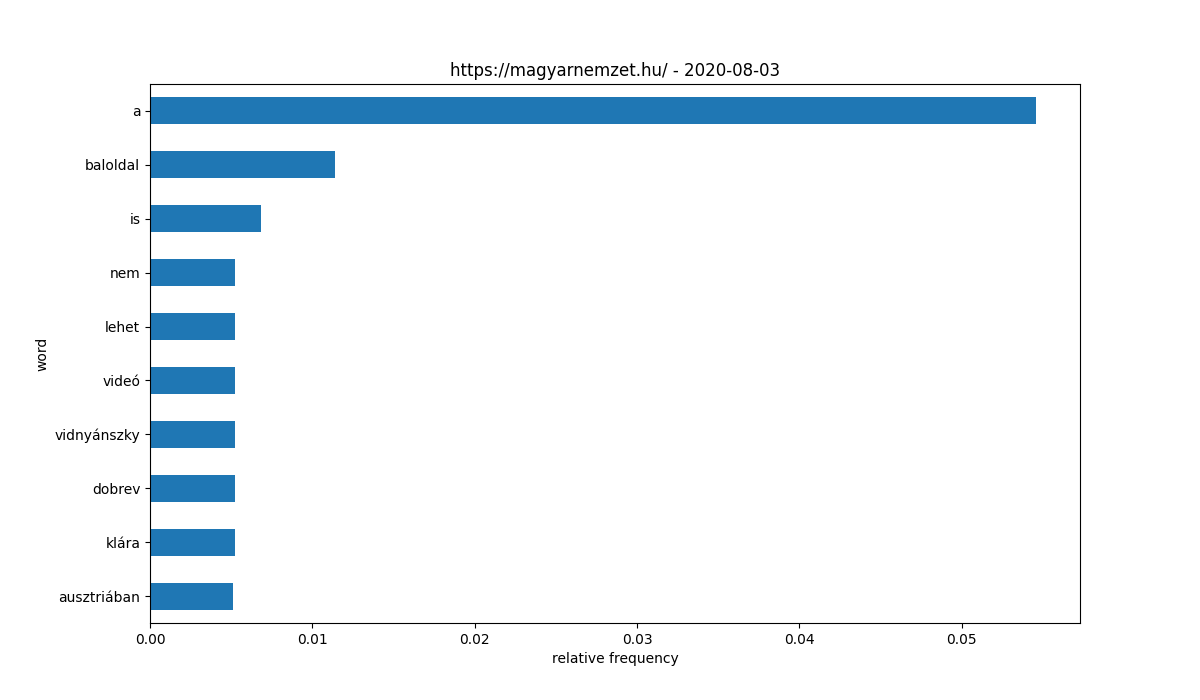 https://magyarnemzet.hu/ - 2020-08-03
a
baloldal
is
nem
lehet
videó
vidnyánszky
dobrev
klára
ausztriában
word
0.00 0.01 0.02 0.03 0.04 0.05
relative frequency